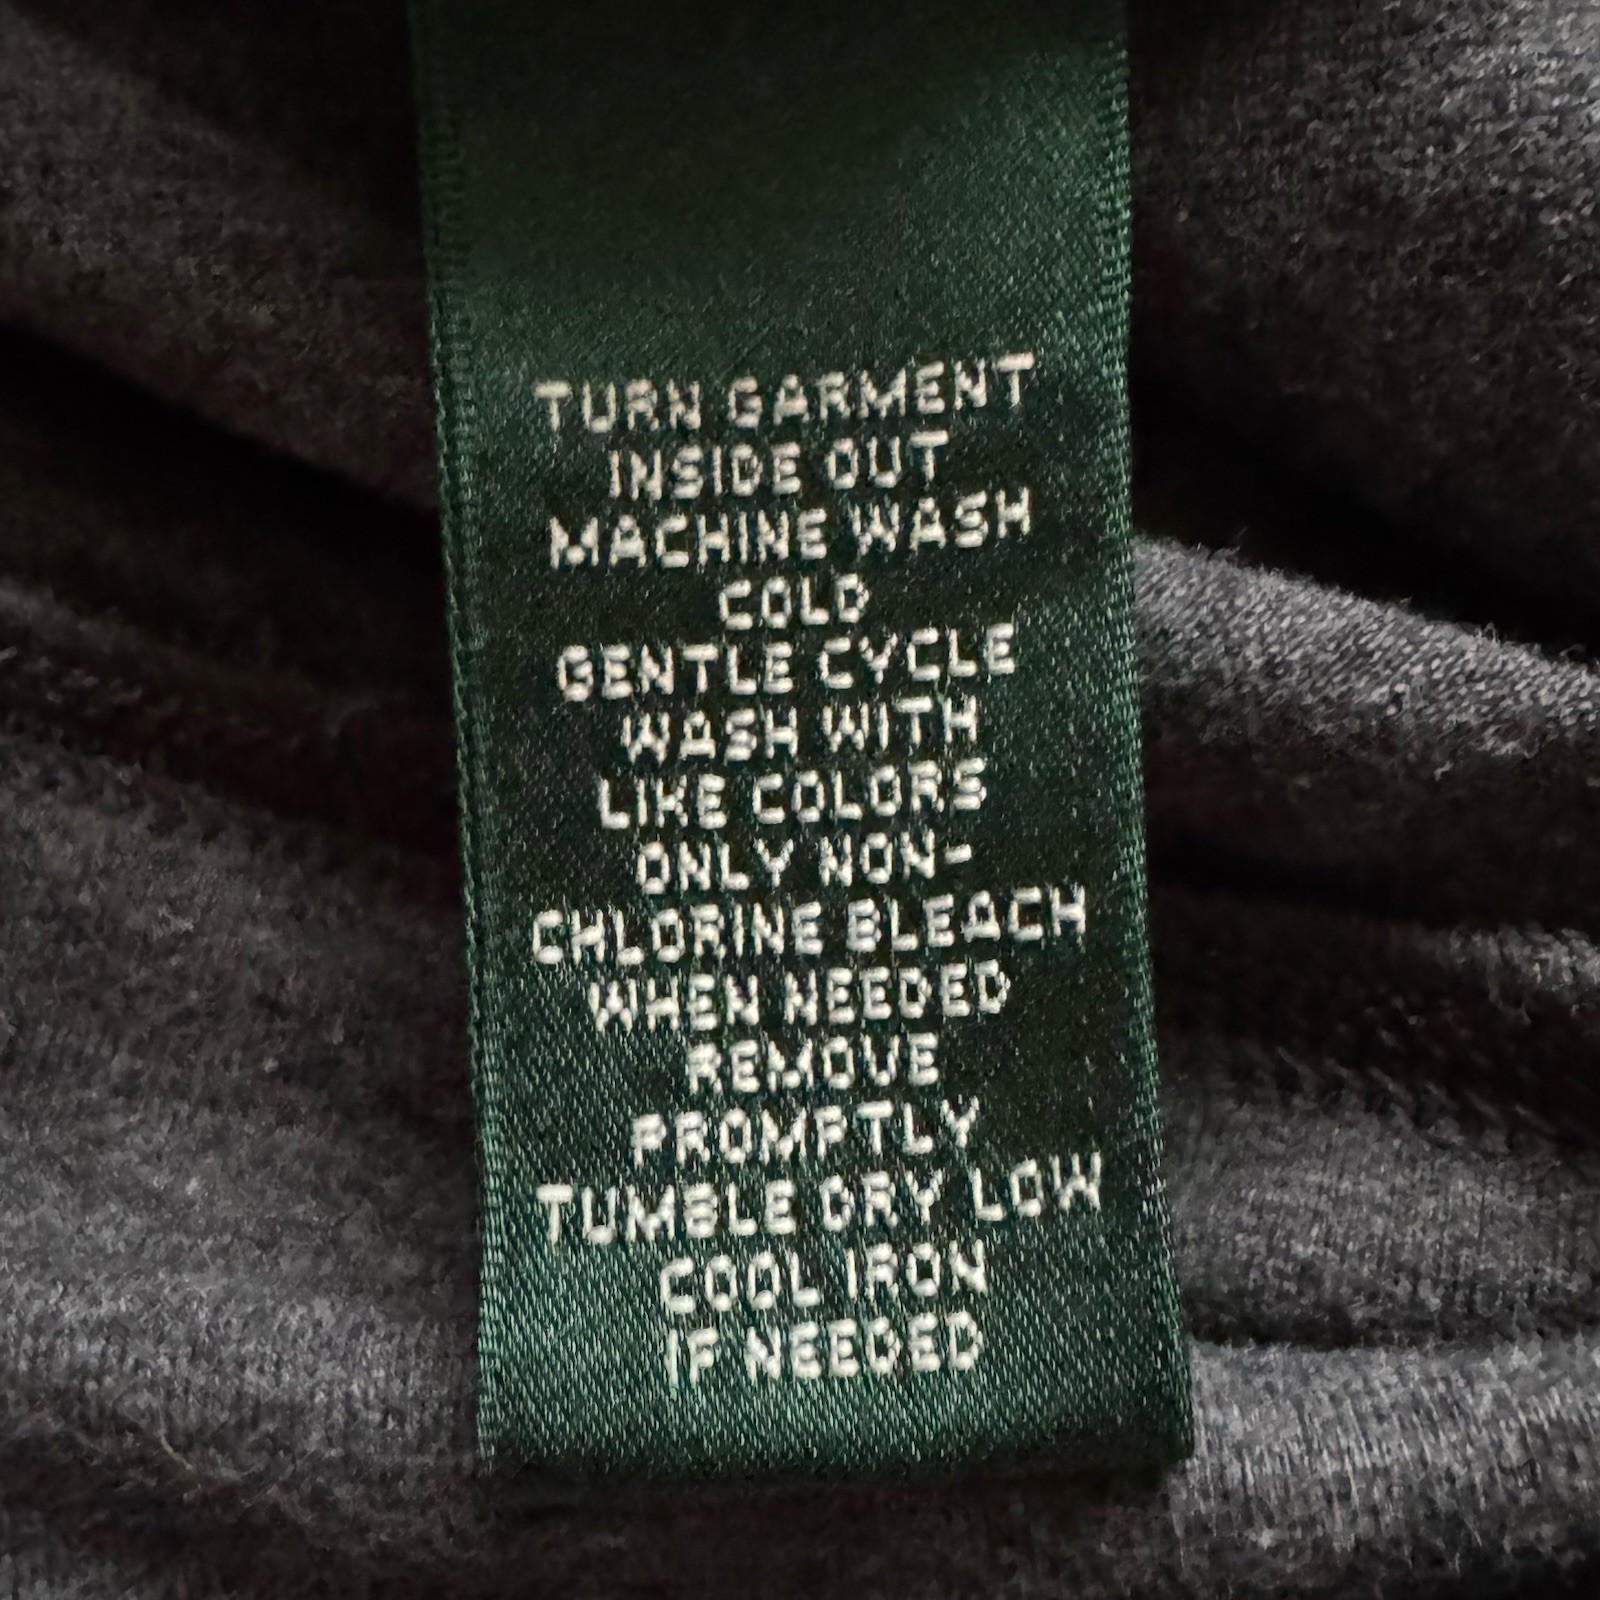 TURN GARMENT
INSIDE OUT
MACHINE WASH
COLD
GENTLE CYCLE
WASH WITH
LIKE COLORS
ONLY NON-
CHLORINE BLEACH
WHEN NEEDED
REMOVE
PROMPTLY
TUMBLE DRY LOW
COOL IRON
IF NEEDED